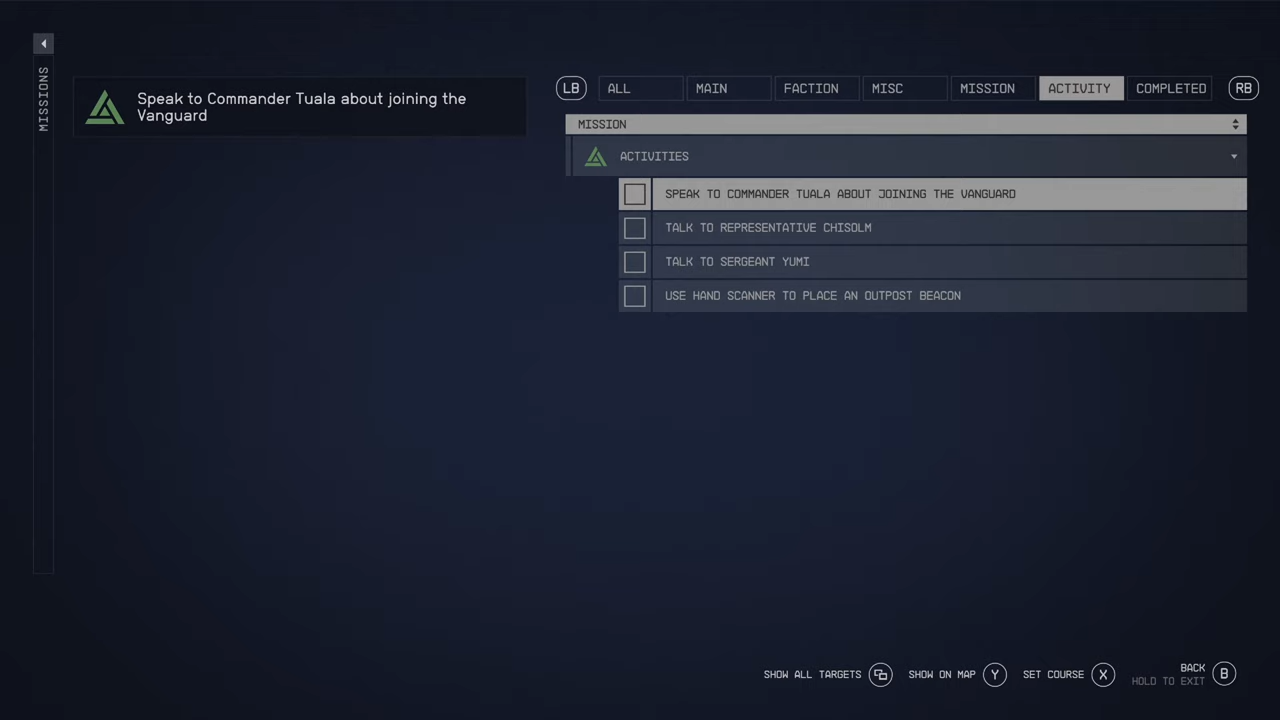 MISSIONS
Speak to Commander Tuala about joining the
Vanguard
LB ALL MAIN FACTION MISC MISSION ACTIVITY COMPLETED RB
MISSION
ACTIVITIES
SPEAK TO COMMANDER TUALA ABOUT JOINING THE VANGUARD
TALK TO REPRESENTATIVE CHISOLM
TALK TO SERGEANT YUMI
USE HAND SCANNER TO PLACE AN OUTPOST BEACON
SHOW ALL TARGETS SHOW ON MAP Y SET COURSE X BACK B
HOLD TO EXIT